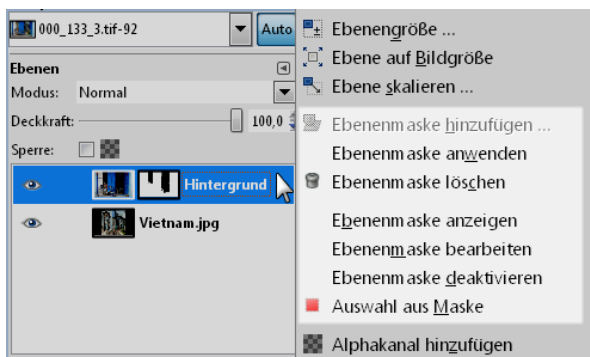 000_133_3.tif-92
Auto
Ebenen
Modus: Normal
Deckkraft: 100,0
Sperre:
Hintergrund
Vietnam.jpg
Ebenengröße ...
Ebene auf Bildgröße
Ebene skalieren ...
Ebenenmaske hinzufügen ...
Ebenenmaske anwenden
Ebenenmaske löschen
Ebenenmaske anzeigen
Ebenenmaske bearbeiten
Ebenenmaske deaktivieren
Auswahl aus Maske
Alphakanal hinzufügen